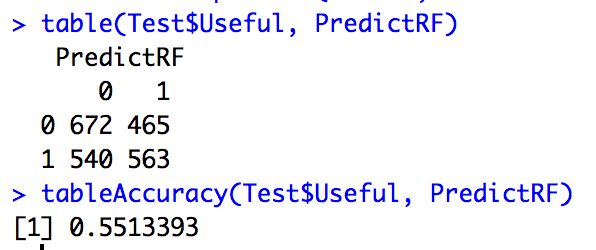 > table(Test$Useful, PredictRF)
PredictRF
0 1
0 672 465
1 540 563
> tableAccuracy(Test$Useful, PredictRF)
[1] 0.5513393